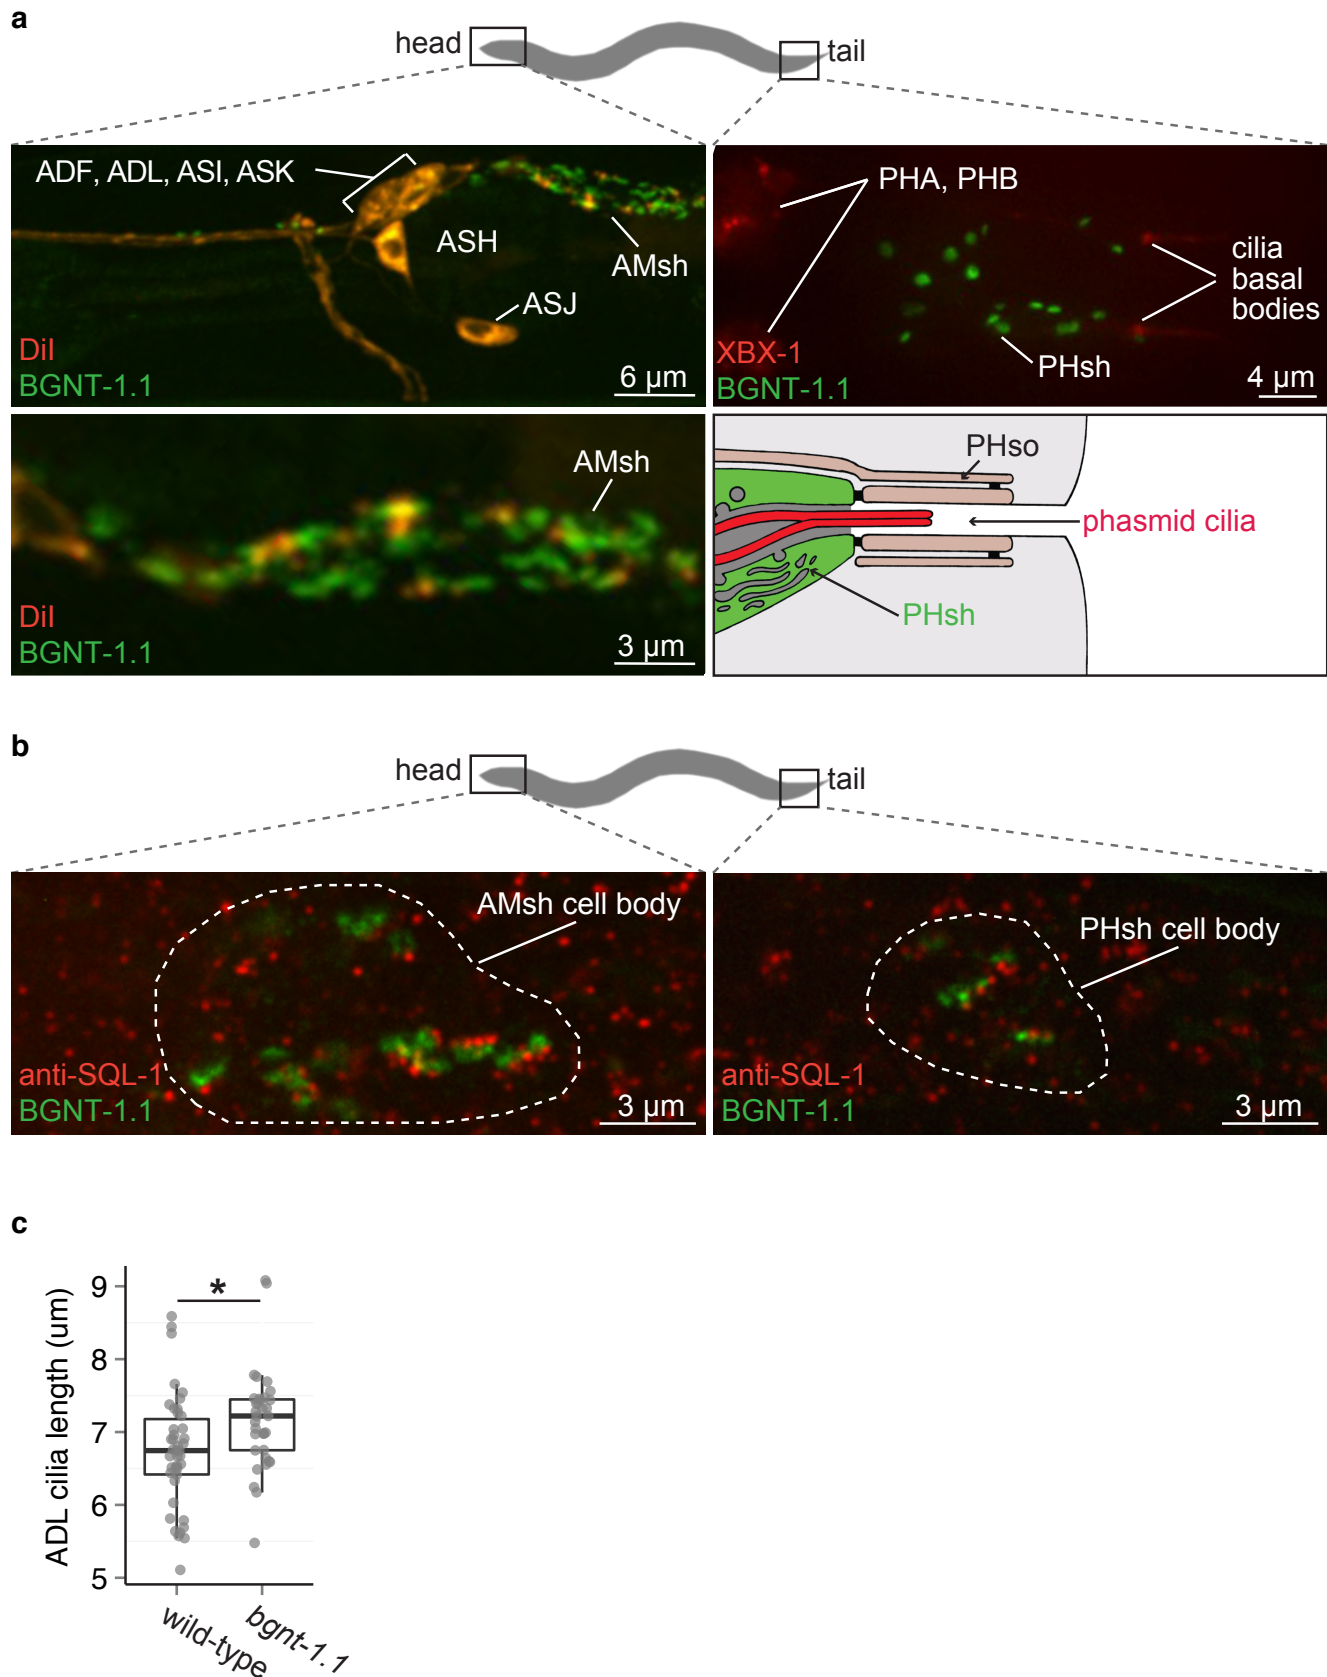 a
head
tail
ADF, ADL, ASI, ASK
ASH
AMsh
ASJ
DiI
BGNT-1.1
6 µm
PHA, PHB
cilia
basal
bodies
PHsh
XBX-1
BGNT-1.1
4 µm
AMsh
DiI
BGNT-1.1
3 µm
PHso
phasmid cilia
PHsh
b
head
tail
AMsh cell body
anti-SQL-1
BGNT-1.1
3 µm
PHsh cell body
anti-SQL-1
BGNT-1.1
3 µm
c
ADL cilia length (um)
9
8
7
6
5
*
wild-type
bgnt-1.1